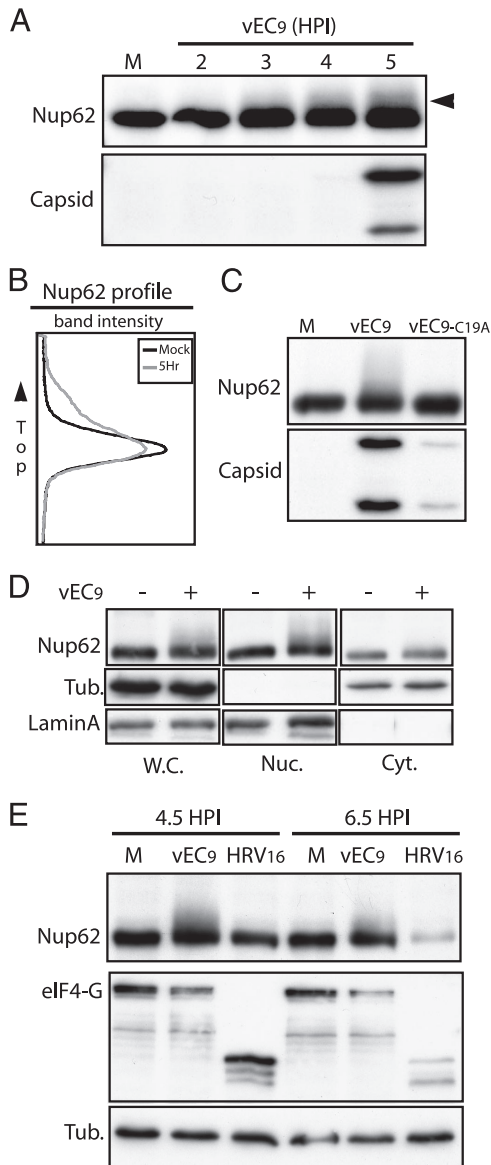 A
vEC9 (HPI)
M 2 3 4 5
Nup62
Capsid
B
Nup62 profile
band intensity
Mock
5Hr
Top
C
M vEC9 vEC9-C19A
Nup62
Capsid
D
vEC9 - + - + - +
Nup62
Tub.
LaminA
W.C. Nuc. Cyt.
E
4.5 HPI 6.5 HPI
M vEC9 HRV16 M vEC9 HRV16
Nup62
eIF4-G
Tub.